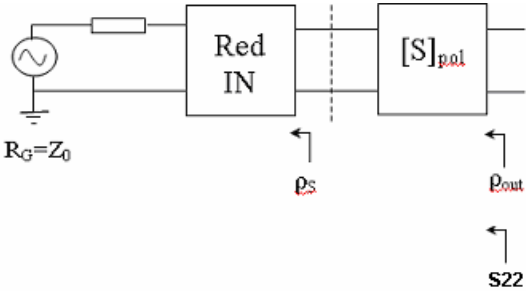 Red
IN
[S]pol
RG=Z0
ρS
ρout
S22